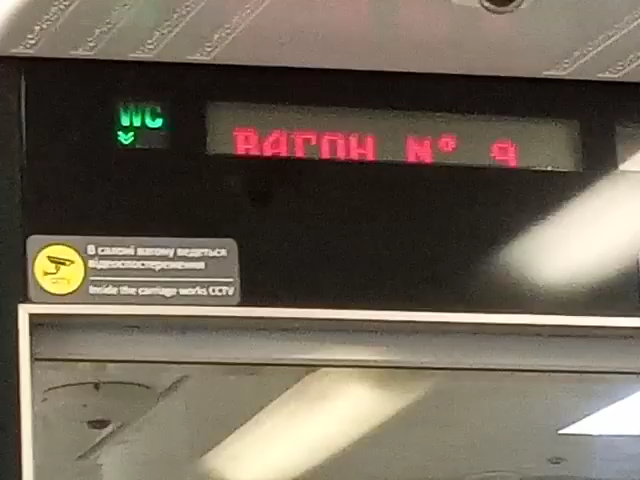 WC
ВАГОН N° 9
В салоні вагону ведеться
відеоспостереження
Inside the carriage works CCTV